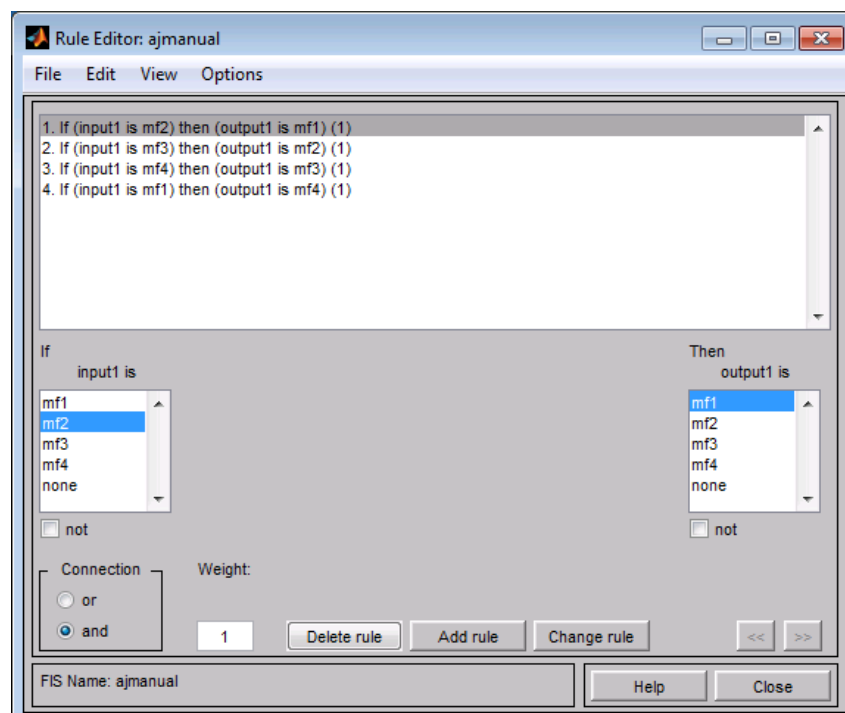 Rule Editor: ajmanual
File Edit View Options
1. If (input1 is mf2) then (output1 is mf1) (1)
2. If (input1 is mf3) then (output1 is mf2) (1)
3. If (input1 is mf4) then (output1 is mf3) (1)
4. If (input1 is mf1) then (output1 is mf4) (1)
If
input1 is
mf1
mf2
mf3
mf4
none
not
Then
output1 is
mf1
mf2
mf3
mf4
none
not
Connection
or
and
Weight:
1
Delete rule
Add rule
Change rule
<<
>>
FIS Name: ajmanual
Help
Close